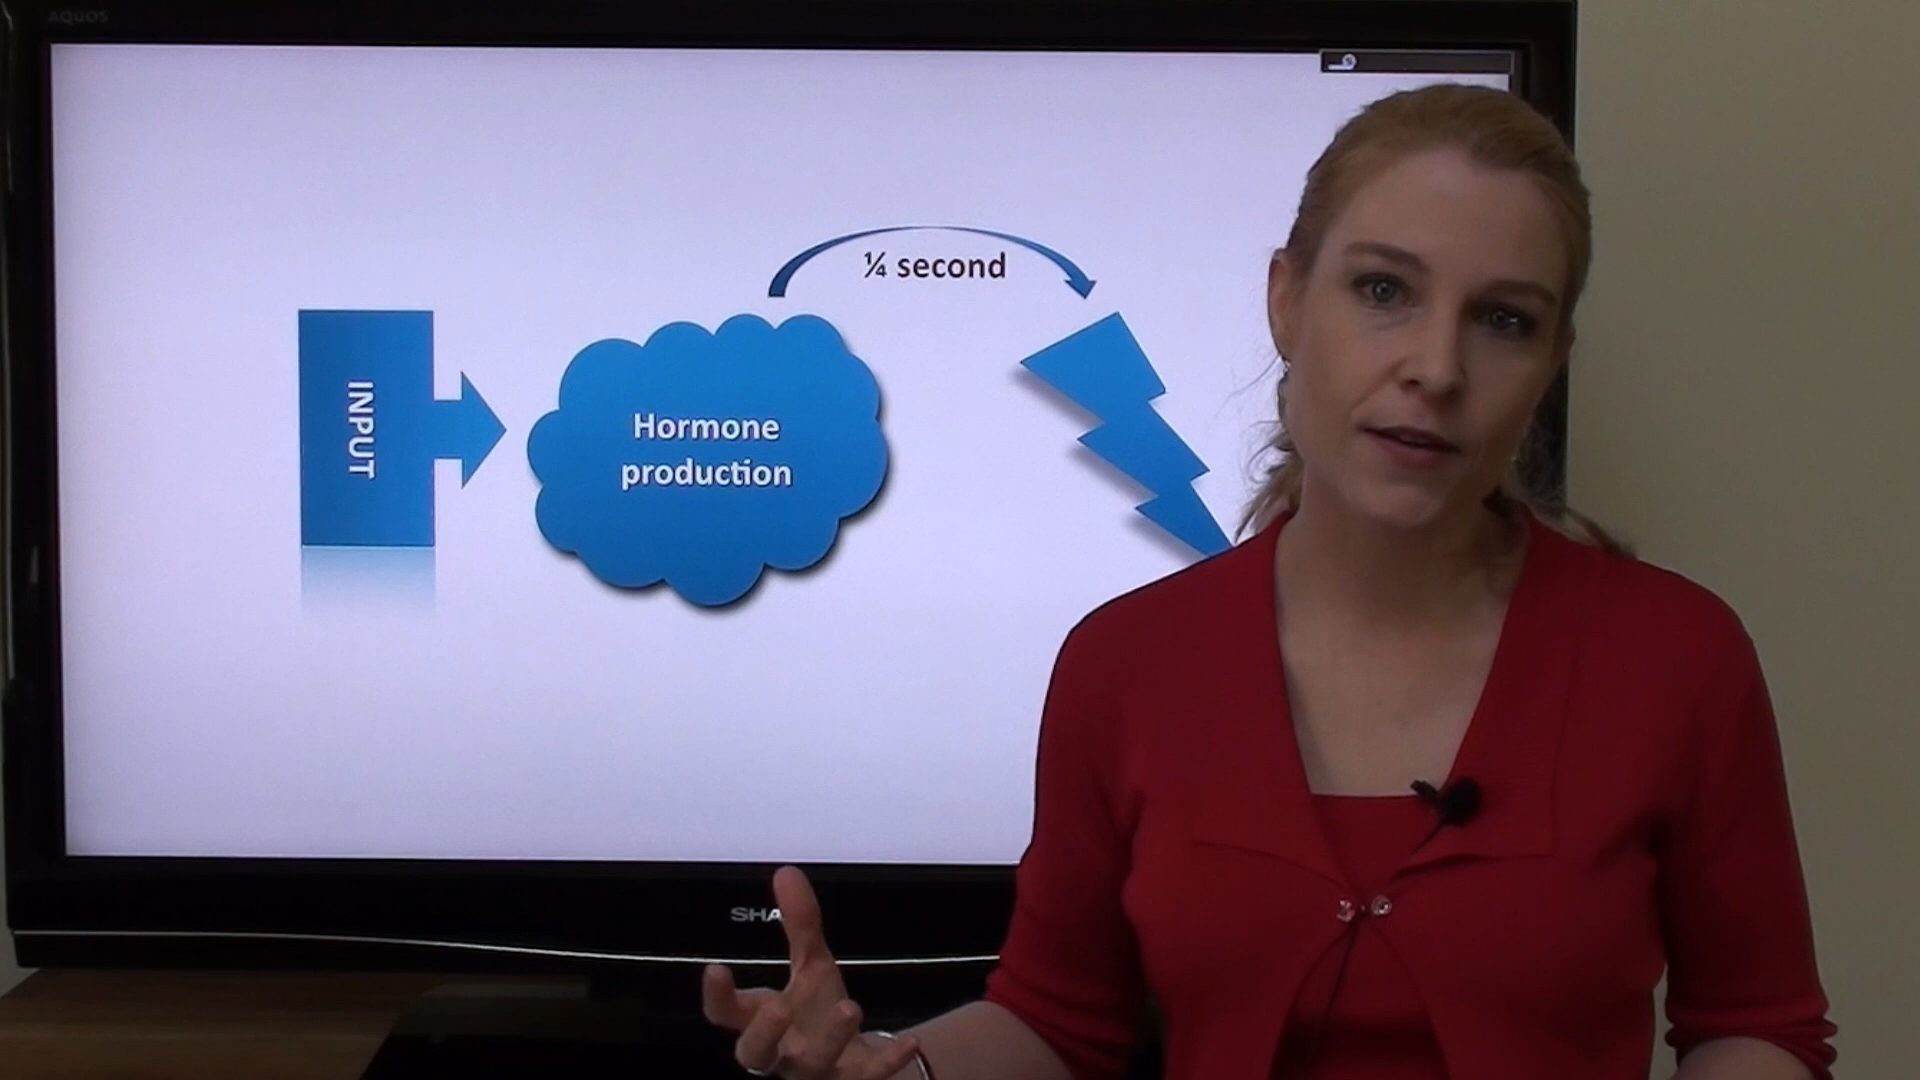 AQUOS
¼ second
INPUT
Hormone
production
SHA